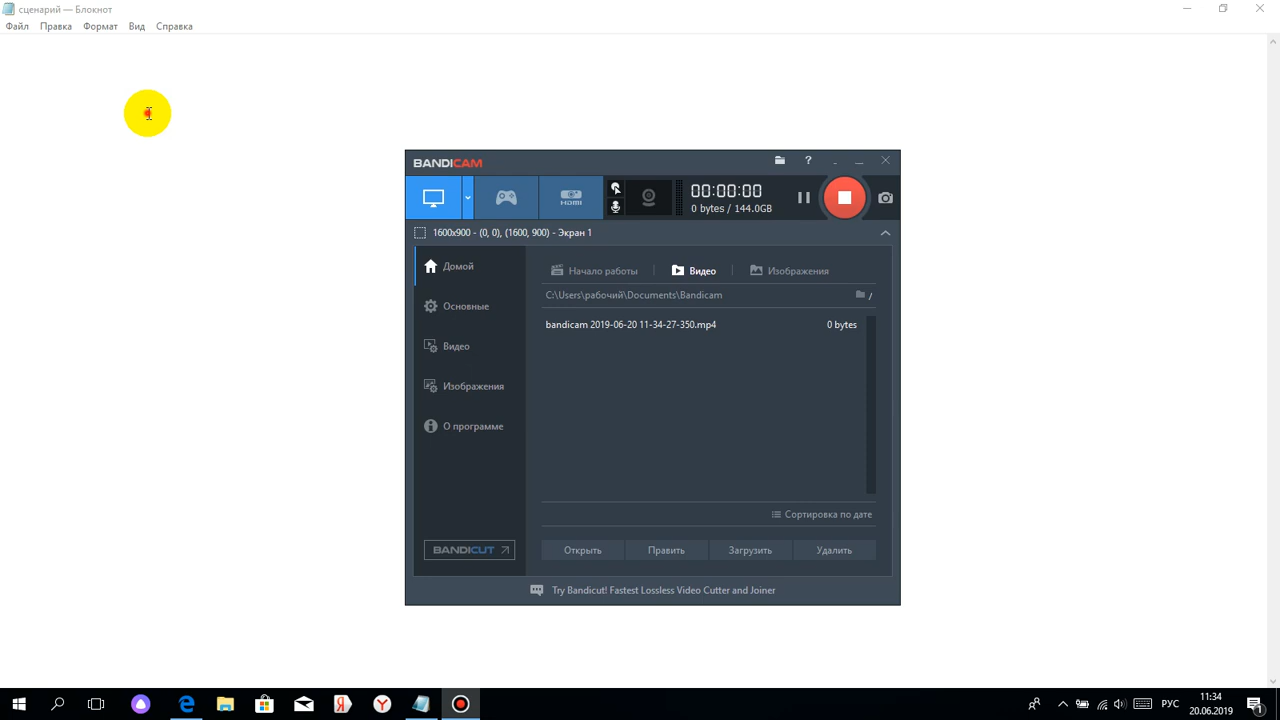 сценарий — Блокнот
Файл Правка Формат Вид Справка
BANDICAM ?
HDMI
00:00:00
0 bytes / 144.0GB
1600x900 - (0, 0), (1600, 900) - Экран 1
Домой
Основные
Видео
Изображения
О программе
BANDICUT
Начало работы Видео Изображения
C:\Users\рабочий\Documents\Bandicam /
bandicam 2019-06-20 11-34-27-350.mp4 0 bytes
Сортировка по дате
Открыть Править Загрузить Удалить
Try Bandicut! Fastest Lossless Video Cutter and Joiner
Я Y РУС 11:34
20.06.2019 1